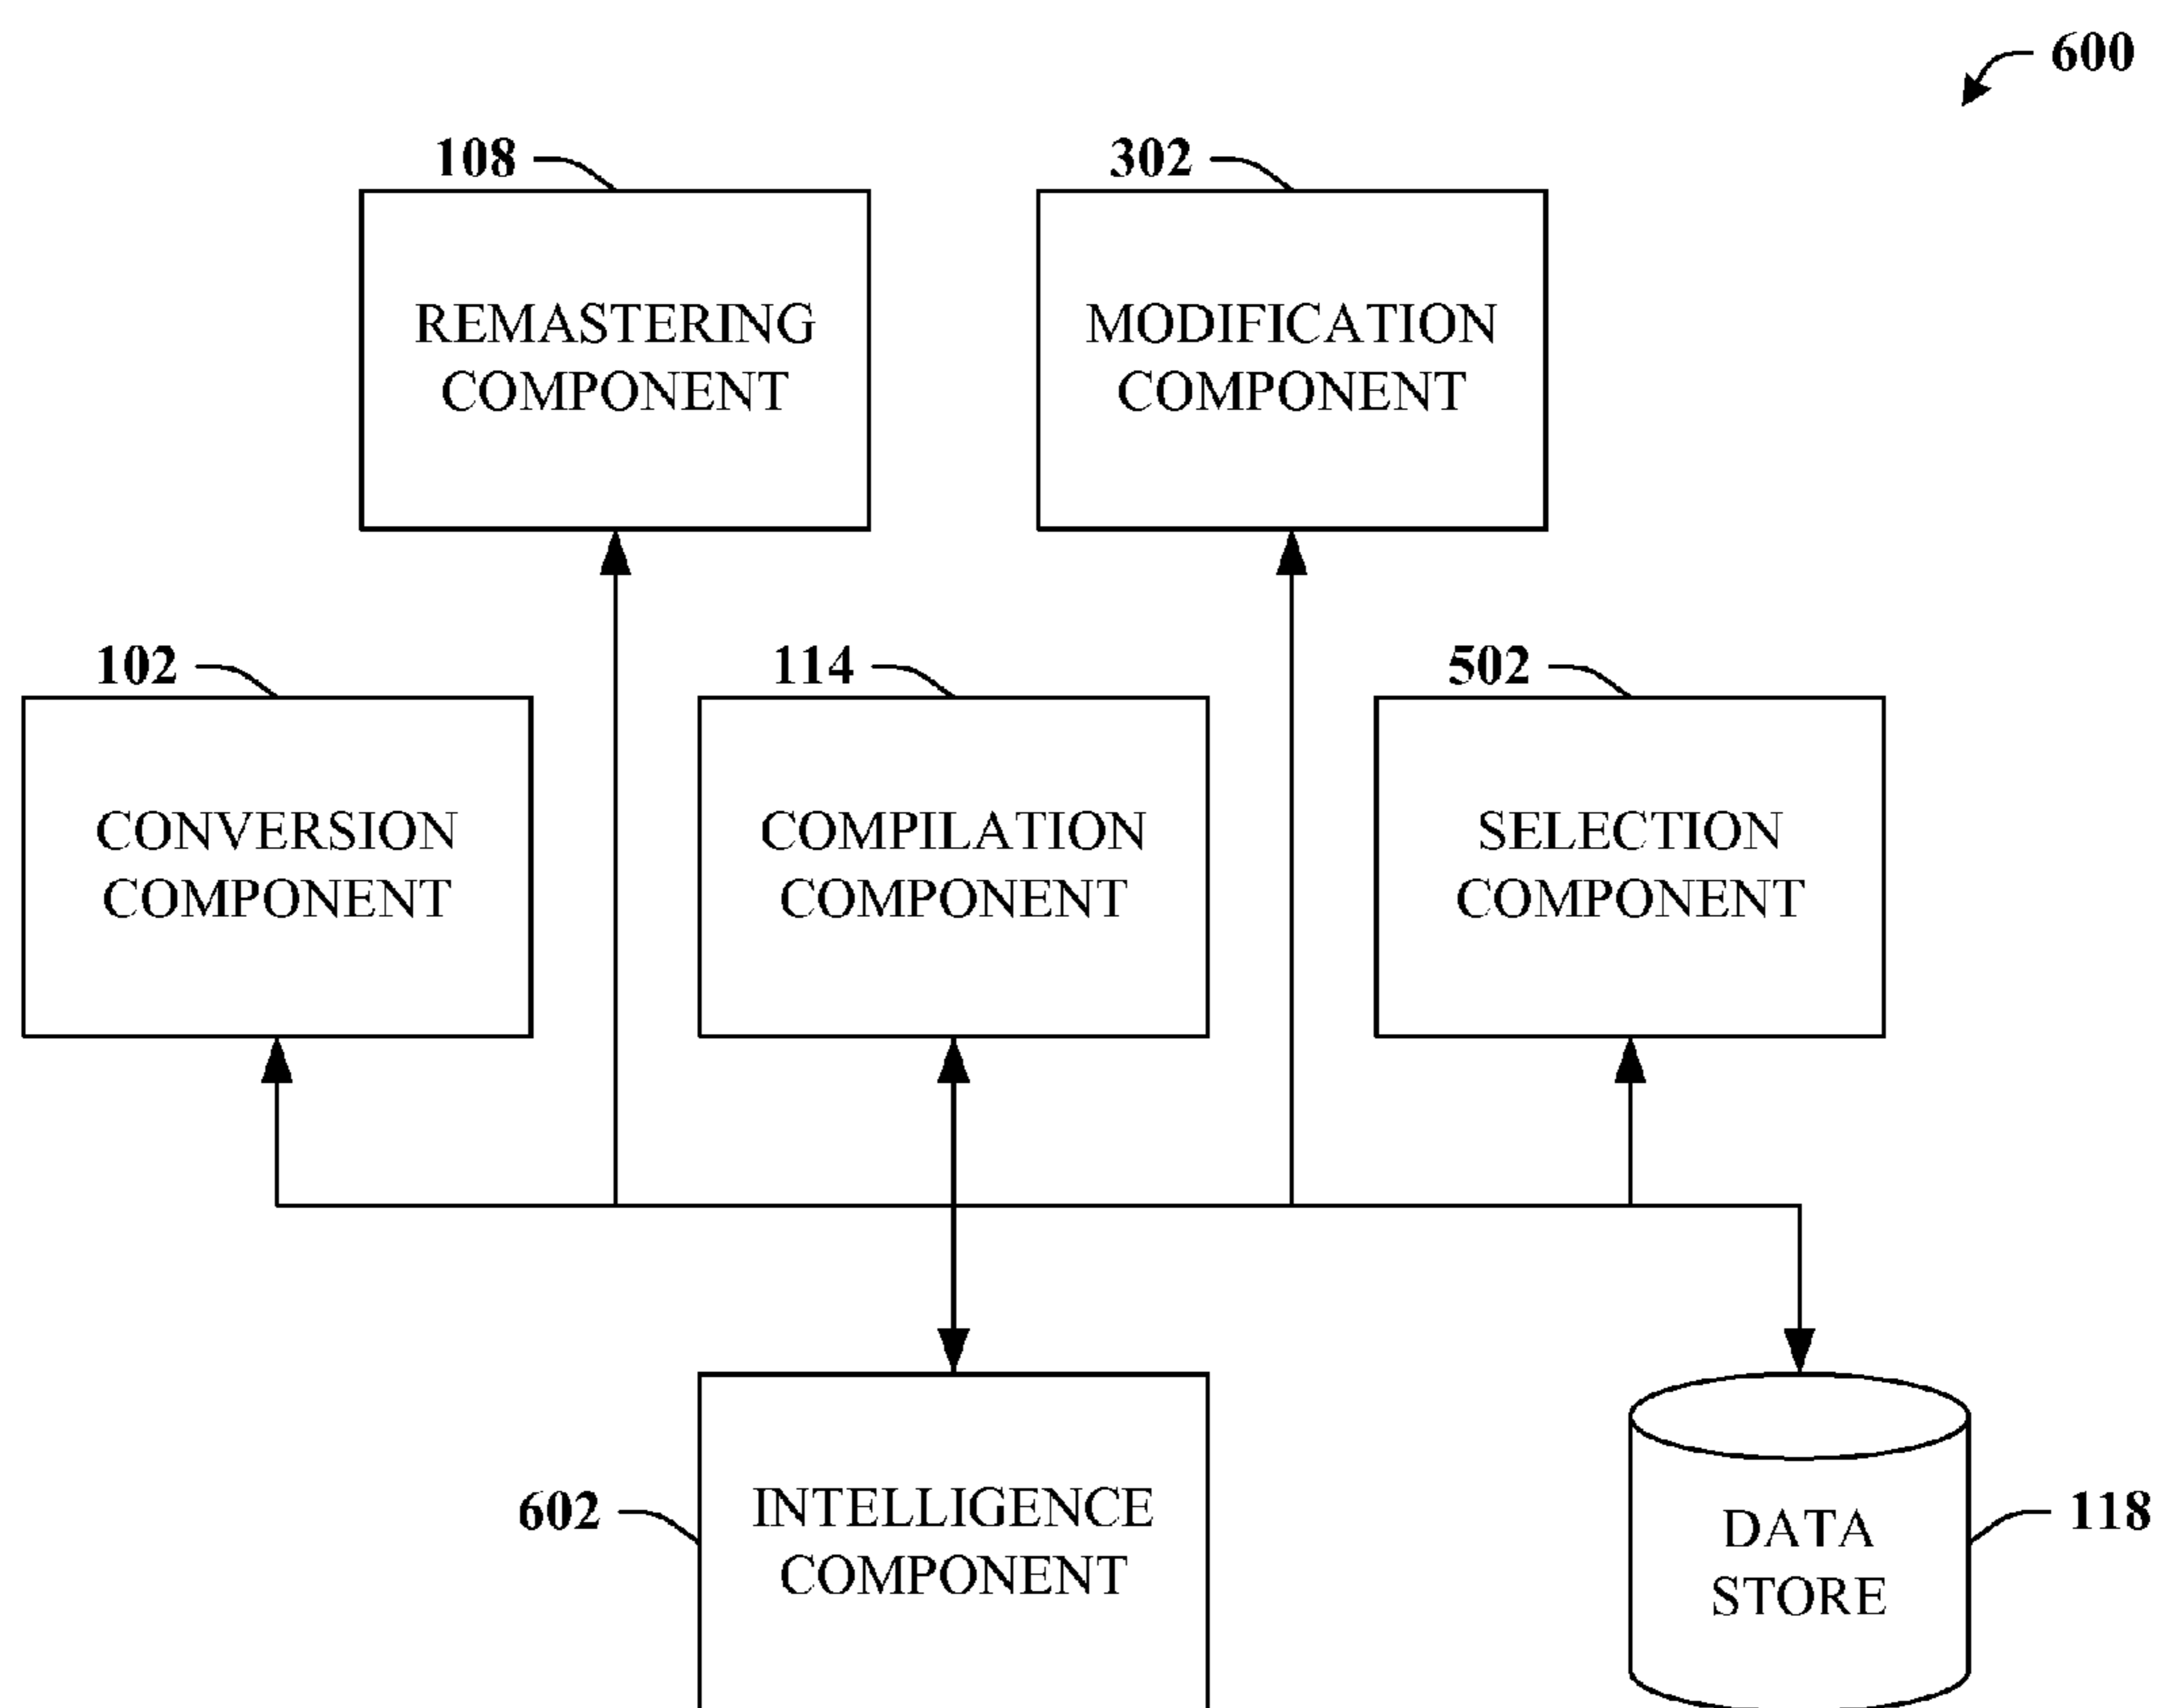 600
108
302
REMASTERING
COMPONENT
MODIFICATION
COMPONENT
102
114
502
CONVERSION
COMPONENT
COMPILATION
COMPONENT
SELECTION
COMPONENT
602
INTELLIGENCE
COMPONENT
DATA
STORE
118